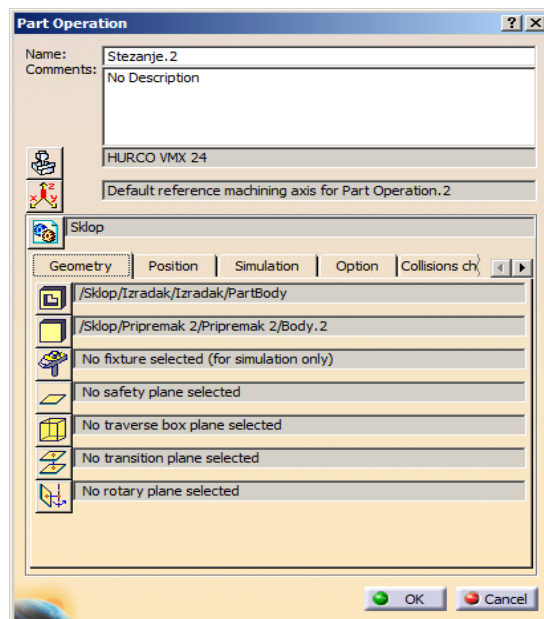 Part Operation
Name:
Stezanje.2
Comments:
No Description
HURCO VMX 24
Default reference machining axis for Part Operation.2
Sklop
Geometry Position Simulation Option Collisions ch
/Sklop/Izradak/Izradak/PartBody
/Sklop/Pripremak 2/Pripremak 2/Body.2
No fixture selected (for simulation only)
No safety plane selected
No traverse box plane selected
No transition plane selected
No rotary plane selected
OK Cancel